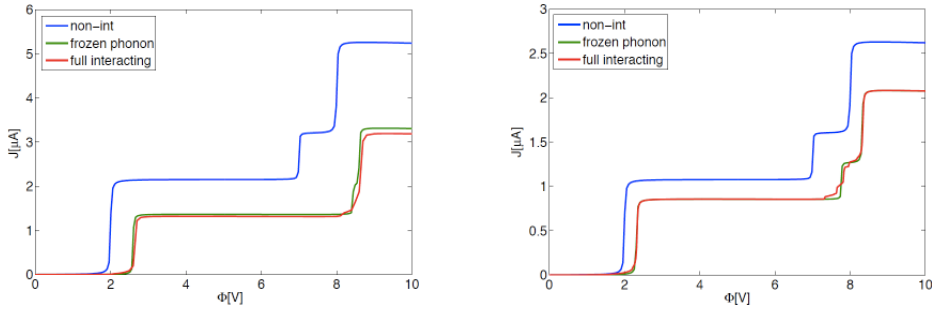 6
5
4
3
2
1
0
J[μA]
non-int
frozen phonon
full interacting
0
2
4
6
8
10
Φ[V]
3
2.5
2
1.5
1
0.5
0
J[μA]
non-int
frozen phonon
full interacting
0
2
4
6
8
10
Φ[V]